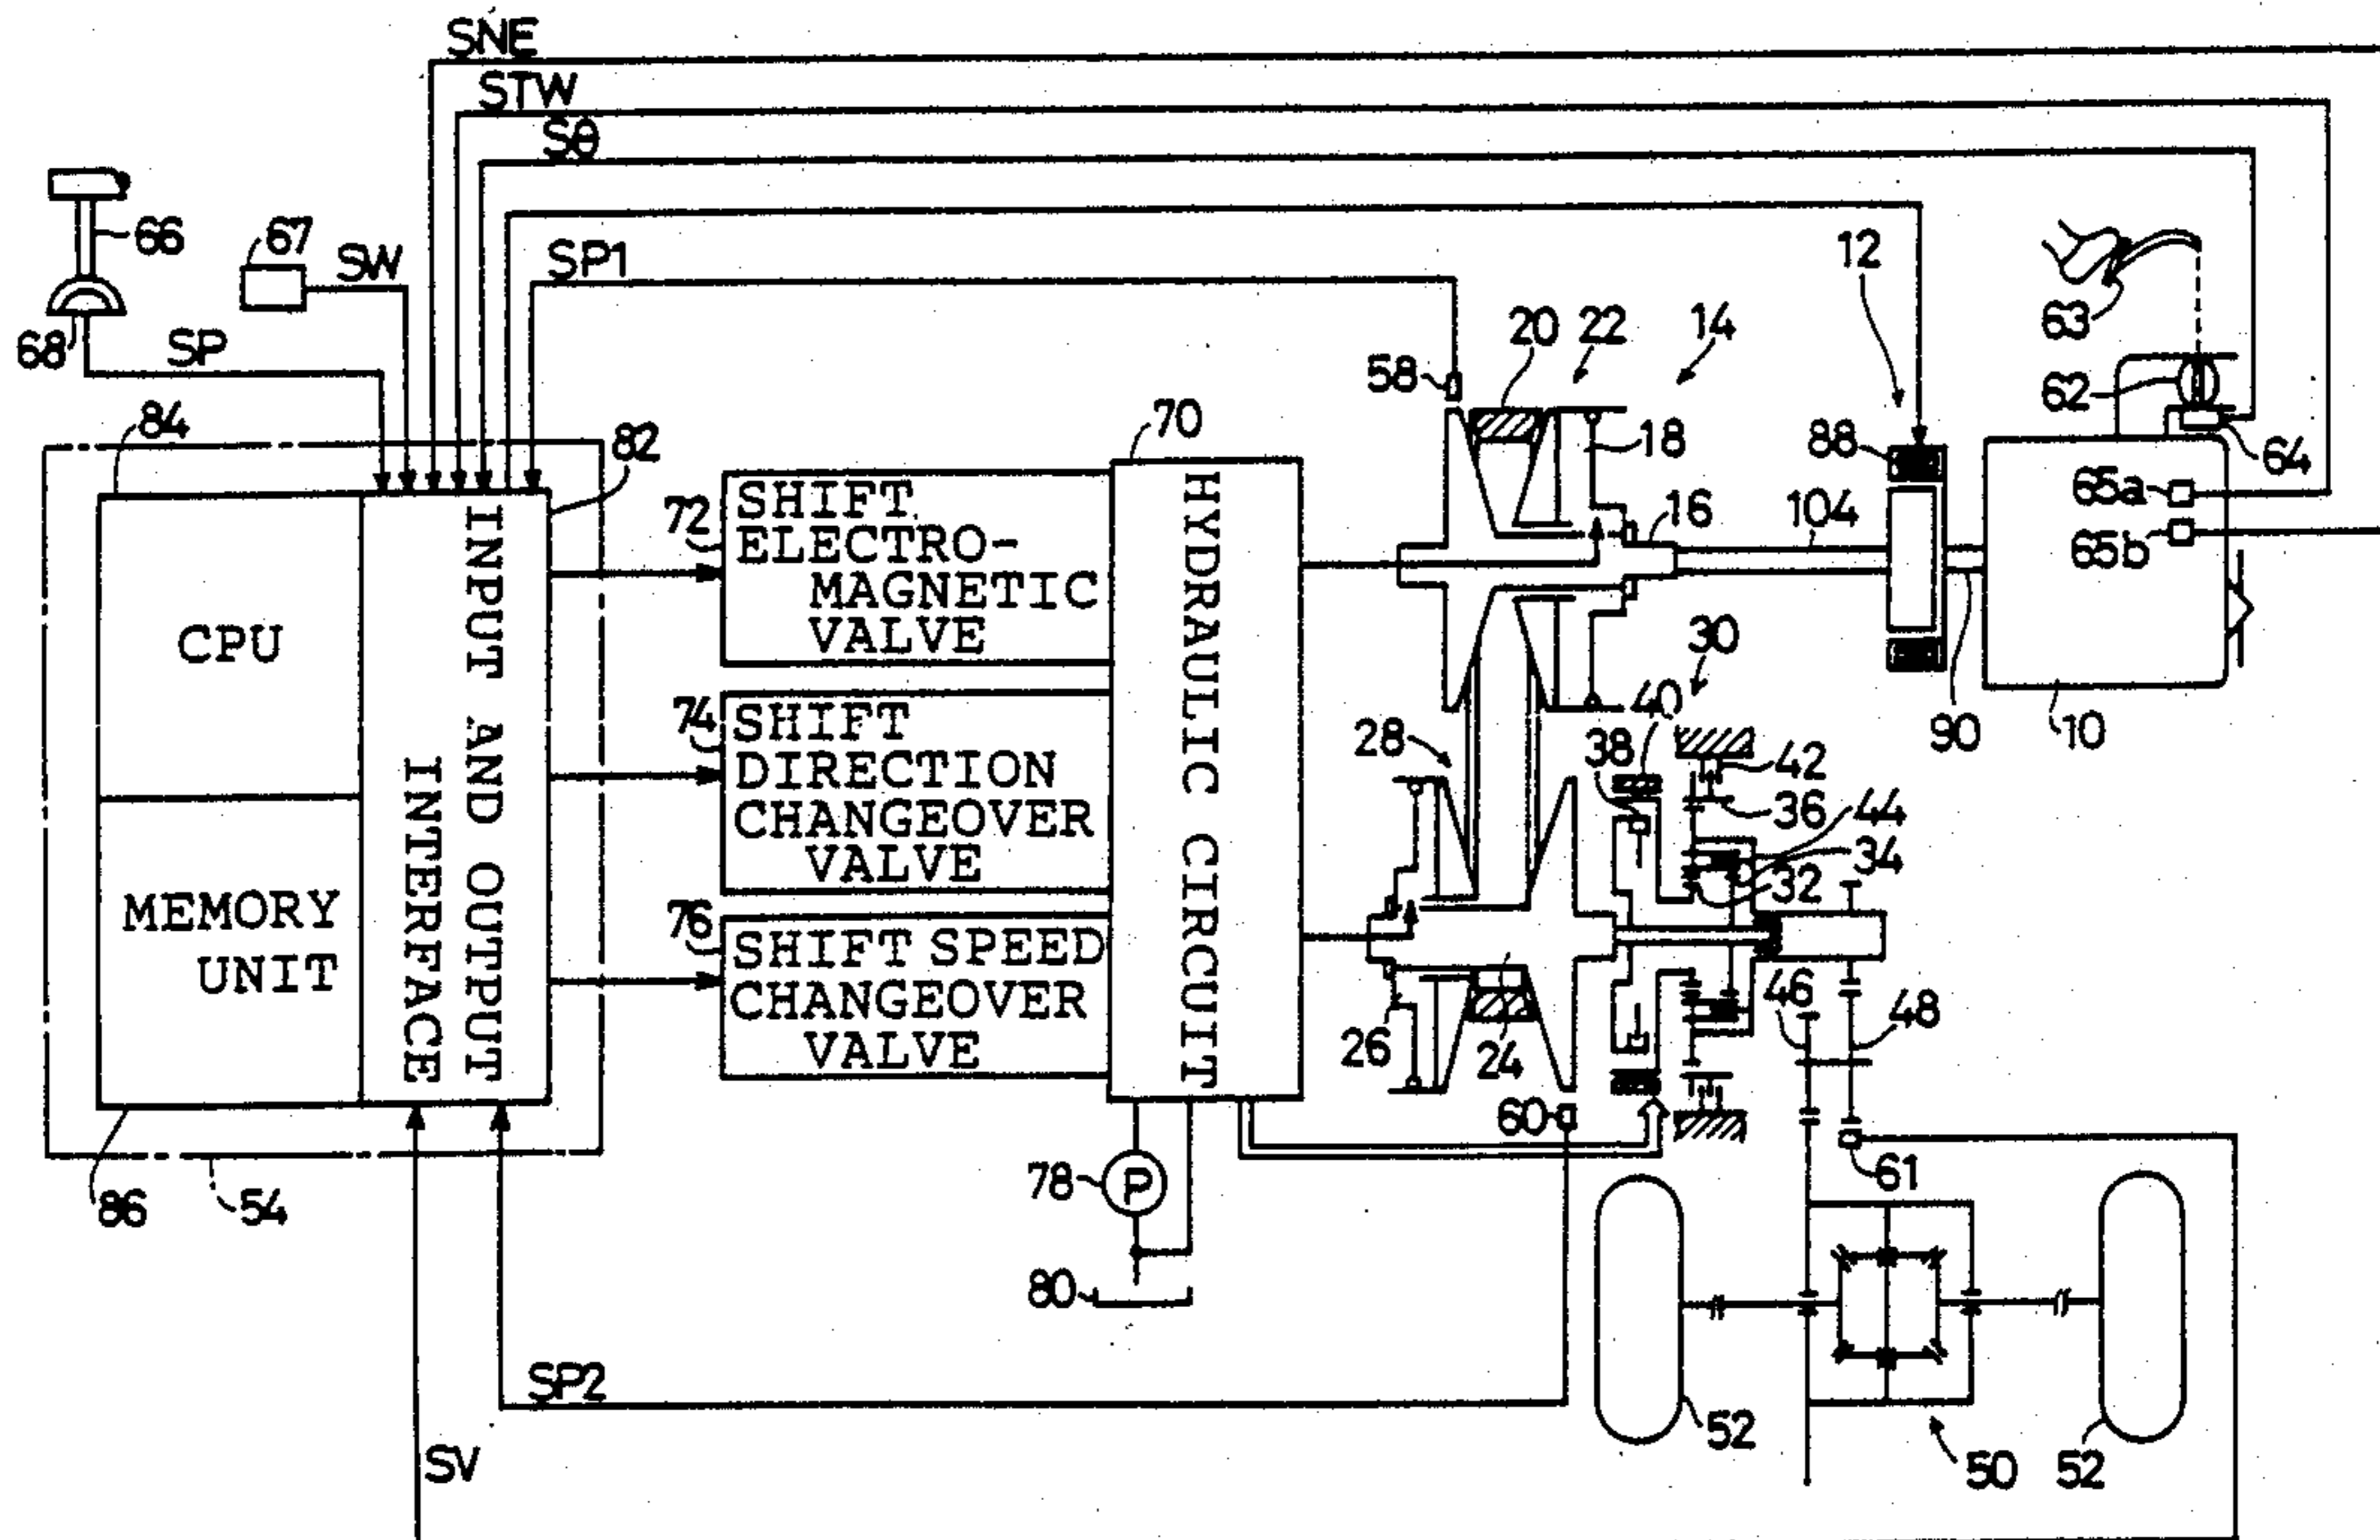 SNE
STW
Sθ
66
67
SW
SP1
12
63
68
SP
20
22
14
58
62
84
82
70
18
88
64
65a
65b
72
SHIFT
ELECTRO-
MAGNETIC
VALVE
16
104
CPU
INPUT AND OUTPUT
INTERFACE
HYDRAULIC CIRCUIT
30
90
10
74
SHIFT
DIRECTION
CHANGEOVER
VALVE
28
40
38
42
36
44
34
32
MEMORY
UNIT
76
SHIFT SPEED
CHANGEOVER
VALVE
46
48
26
24
60
61
86
54
78
P
80
SP2
52
50
52
SV